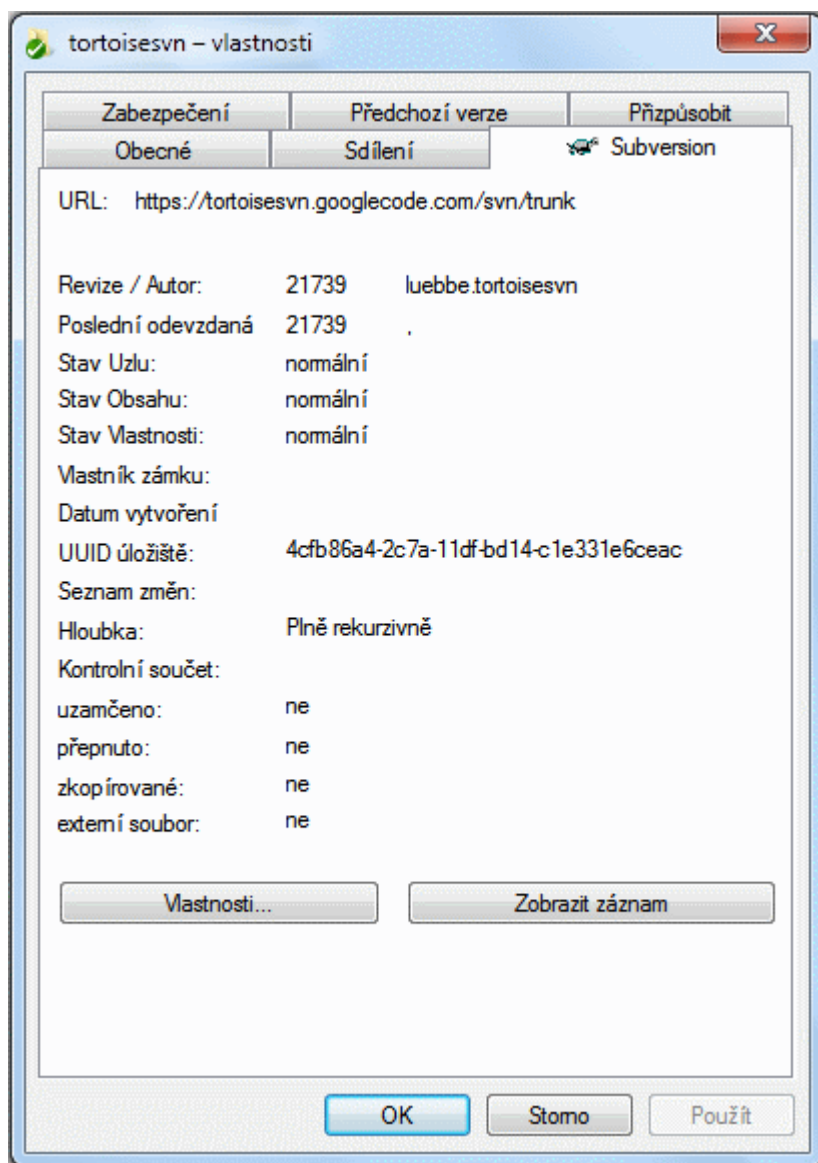 tortoisesvn – vlastnosti
Zabezpečení Předchozí verze Přizpůsobit
Obecné Sdílení Subversion
URL: https://tortoisesvn.googlecode.com/svn/trunk
Revize / Autor: 21739 luebbe.tortoisesvn
Poslední odevzdaná 21739 ,
Stav Uzlu: normální
Stav Obsahu: normální
Stav Vlastnosti: normální
Vlastník zámku:
Datum vytvoření
UUID úložiště: 4cfb86a4-2c7a-11df-bd14-c1e331e6ceac
Seznam změn:
Hloubka: Plně rekurzivně
Kontrolní součet:
uzamčeno: ne
přepnuto: ne
zkopírované: ne
externí soubor: ne
Vlastnosti... Zobrazit záznam
OK Storno Použít